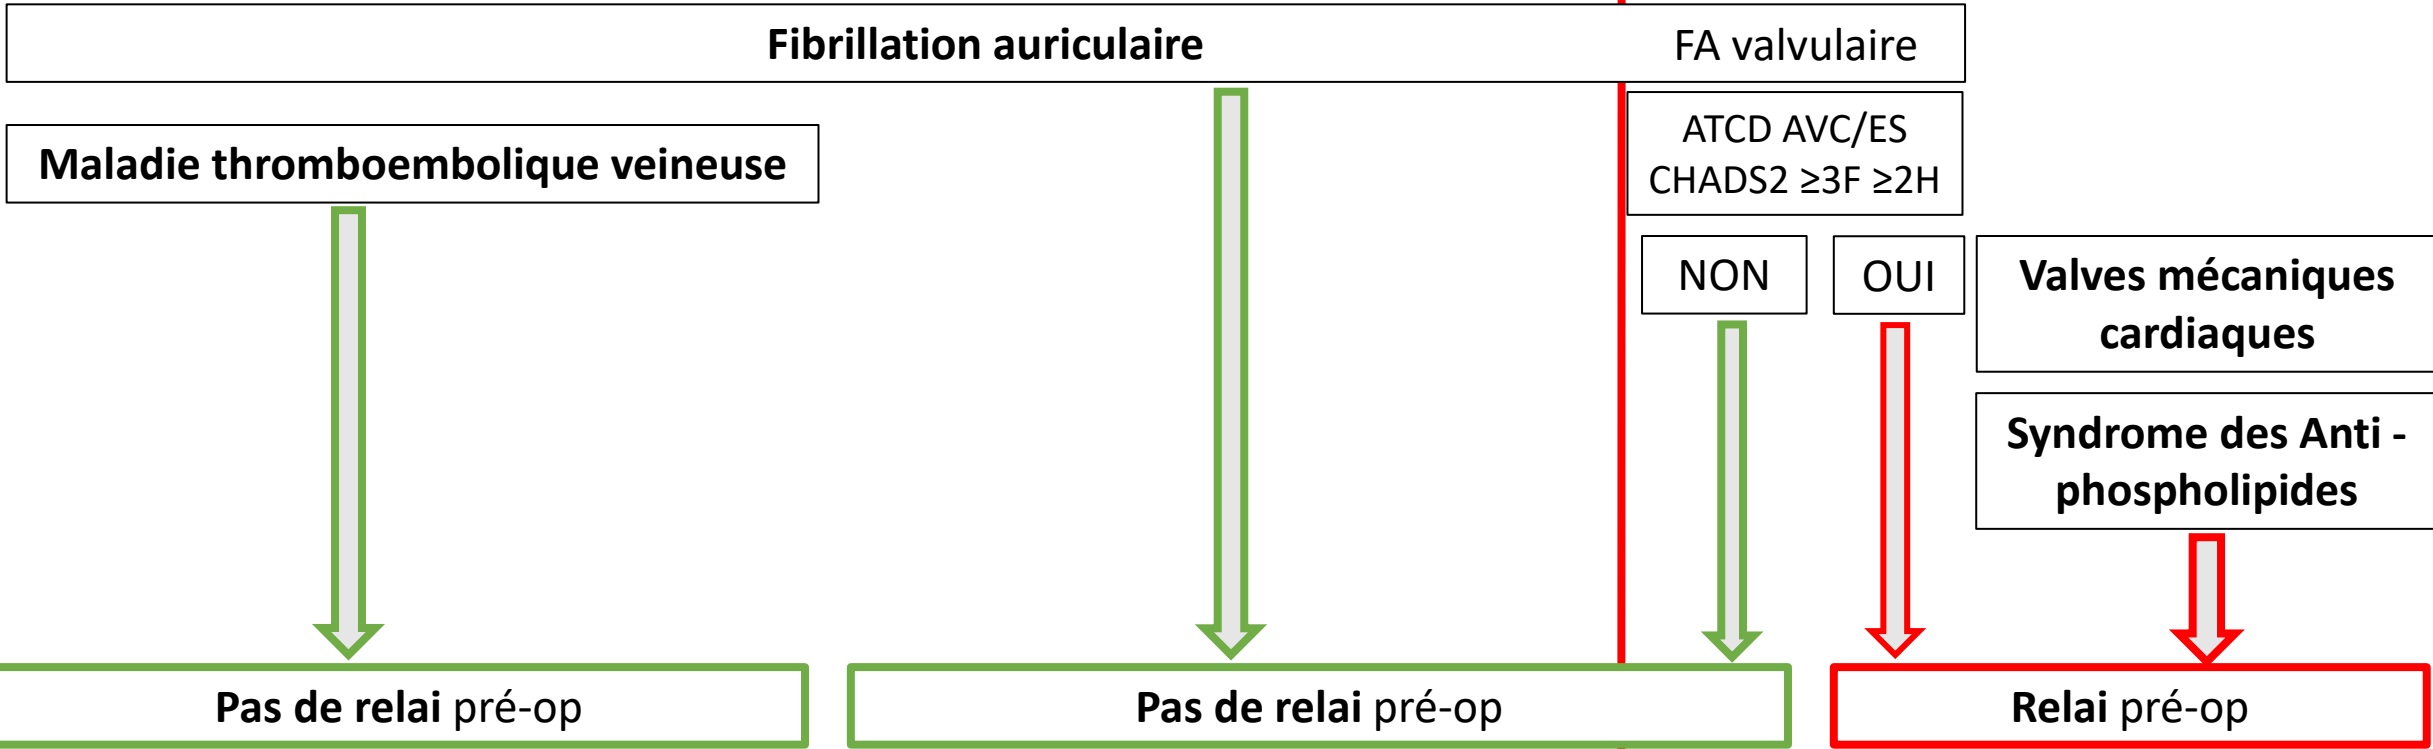 Fibrillation auriculaire
FA valvulaire
Maladie thromboembolique veineuse
ATCD AVC/ES
CHADS2 ≥3F ≥2H
NON
OUI
Valves mécaniques
cardiaques
Syndrome des Anti -
phospholipides
Pas de relai pré-op
Pas de relai pré-op
Relai pré-op